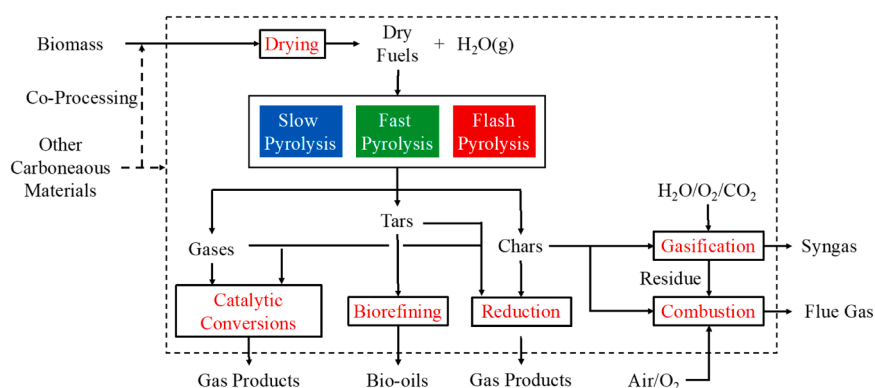 Biomass
Drying
Dry
Fuels
+ H₂O(g)
Co-Processing
Slow
Pyrolysis
Fast
Pyrolysis
Flash
Pyrolysis
Other
Carboneaous
Materials
H₂O/O₂/CO₂
Tars
Gases
Chars
Gasification
Syngas
Residue
Catalytic
Conversions
Biorefining
Reduction
Combustion
Flue Gas
Gas Products
Bio-oils
Gas Products
Air/O₂